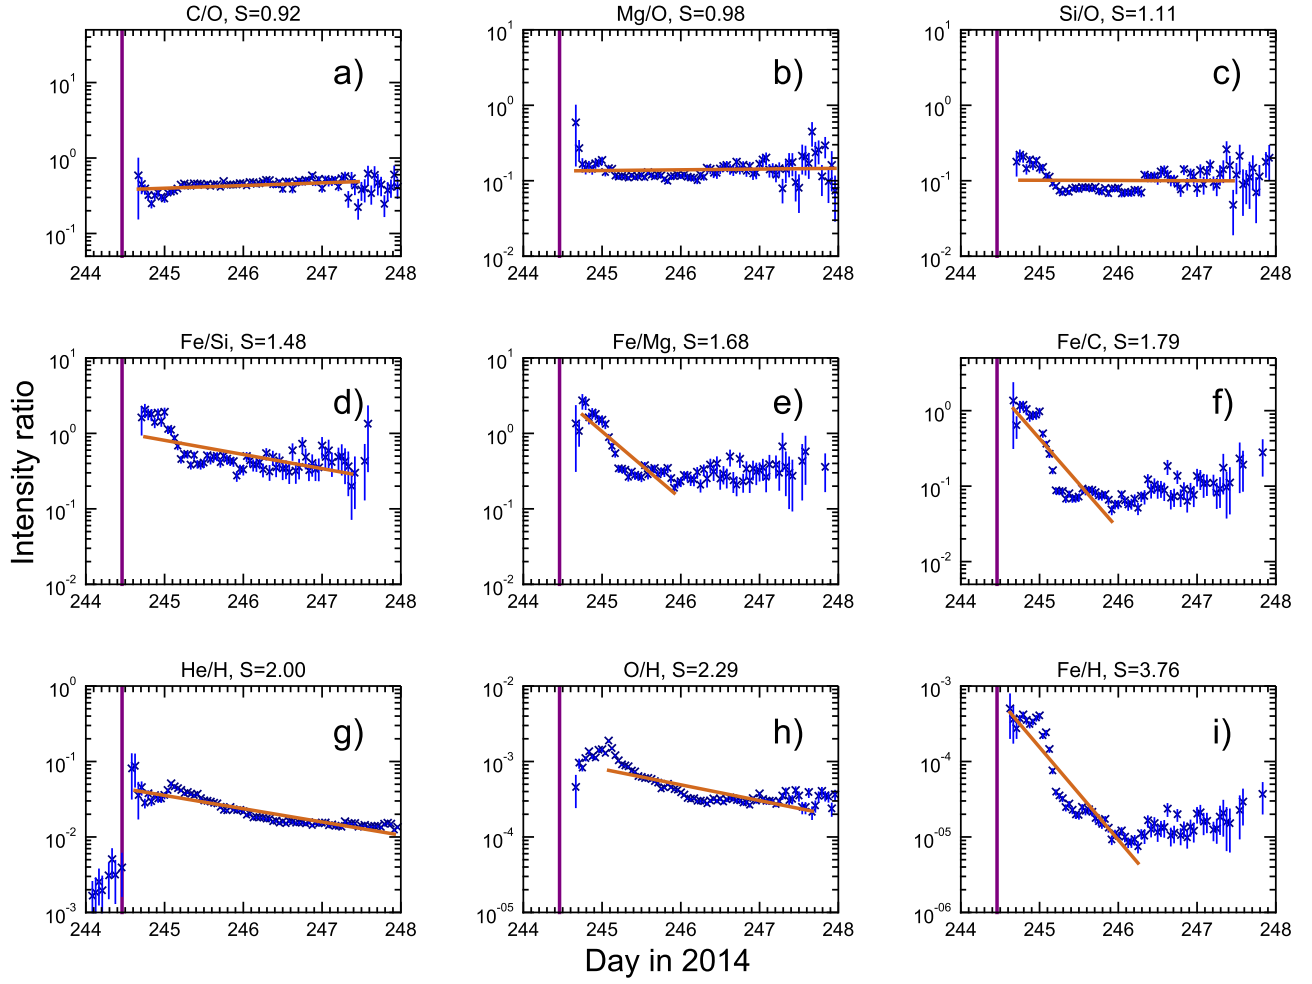 C/O, S=0.92
a)
10¹
10⁰
10⁻¹
244 245 246 247 248
Mg/O, S=0.98
b)
10¹
10⁰
10⁻¹
10⁻²
244 245 246 247 248
Si/O, S=1.11
c)
10¹
10⁰
10⁻¹
10⁻²
244 245 246 247 248
Intensity ratio
Fe/Si, S=1.48
d)
10¹
10⁰
10⁻¹
10⁻²
244 245 246 247 248
Fe/Mg, S=1.68
e)
10¹
10⁰
10⁻¹
10⁻²
244 245 246 247 248
Fe/C, S=1.79
f)
10⁰
10⁻¹
10⁻²
244 245 246 247 248
He/H, S=2.00
g)
10⁰
10⁻¹
10⁻²
10⁻³
244 245 246 247 248
O/H, S=2.29
h)
10⁻²
10⁻³
10⁻⁴
10⁻⁰⁵
244 245 246 247 248
Fe/H, S=3.76
i)
10⁻³
10⁻⁴
10⁻⁰⁵
10⁻⁰⁶
244 245 246 247 248
Day in 2014